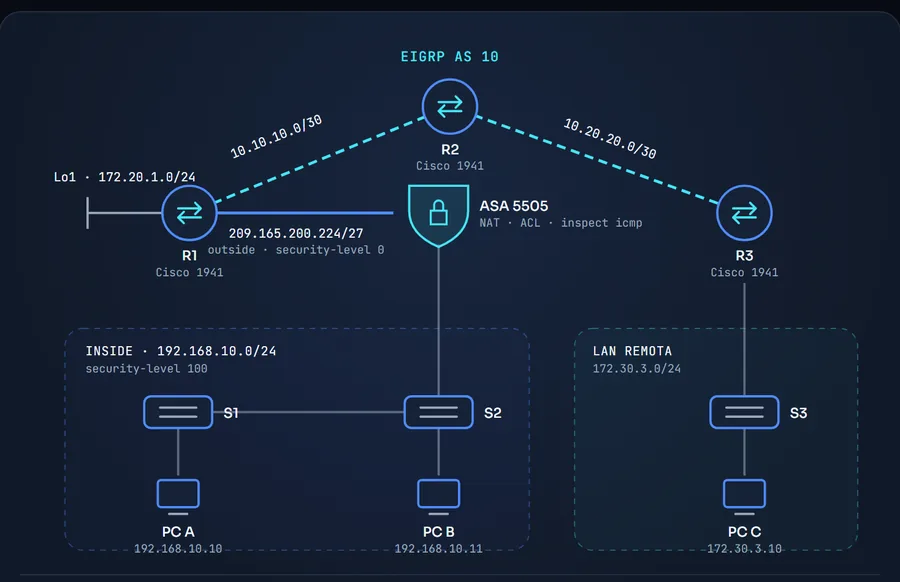 EIGRP AS 10
10.10.10.0/30
10.20.20.0/30
R2
Cisco 1941
Lo1 · 172.20.1.0/24
ASA 5505
NAT · ACL · inspect icmp
209.165.200.224/27
outside · security-level 0
R1
Cisco 1941
R3
Cisco 1941
INSIDE · 192.168.10.0/24
security-level 100
LAN REMOTA
172.30.3.0/24
S1
S2
S3
PC A
192.168.10.10
PC B
192.168.10.11
PC C
172.30.3.10